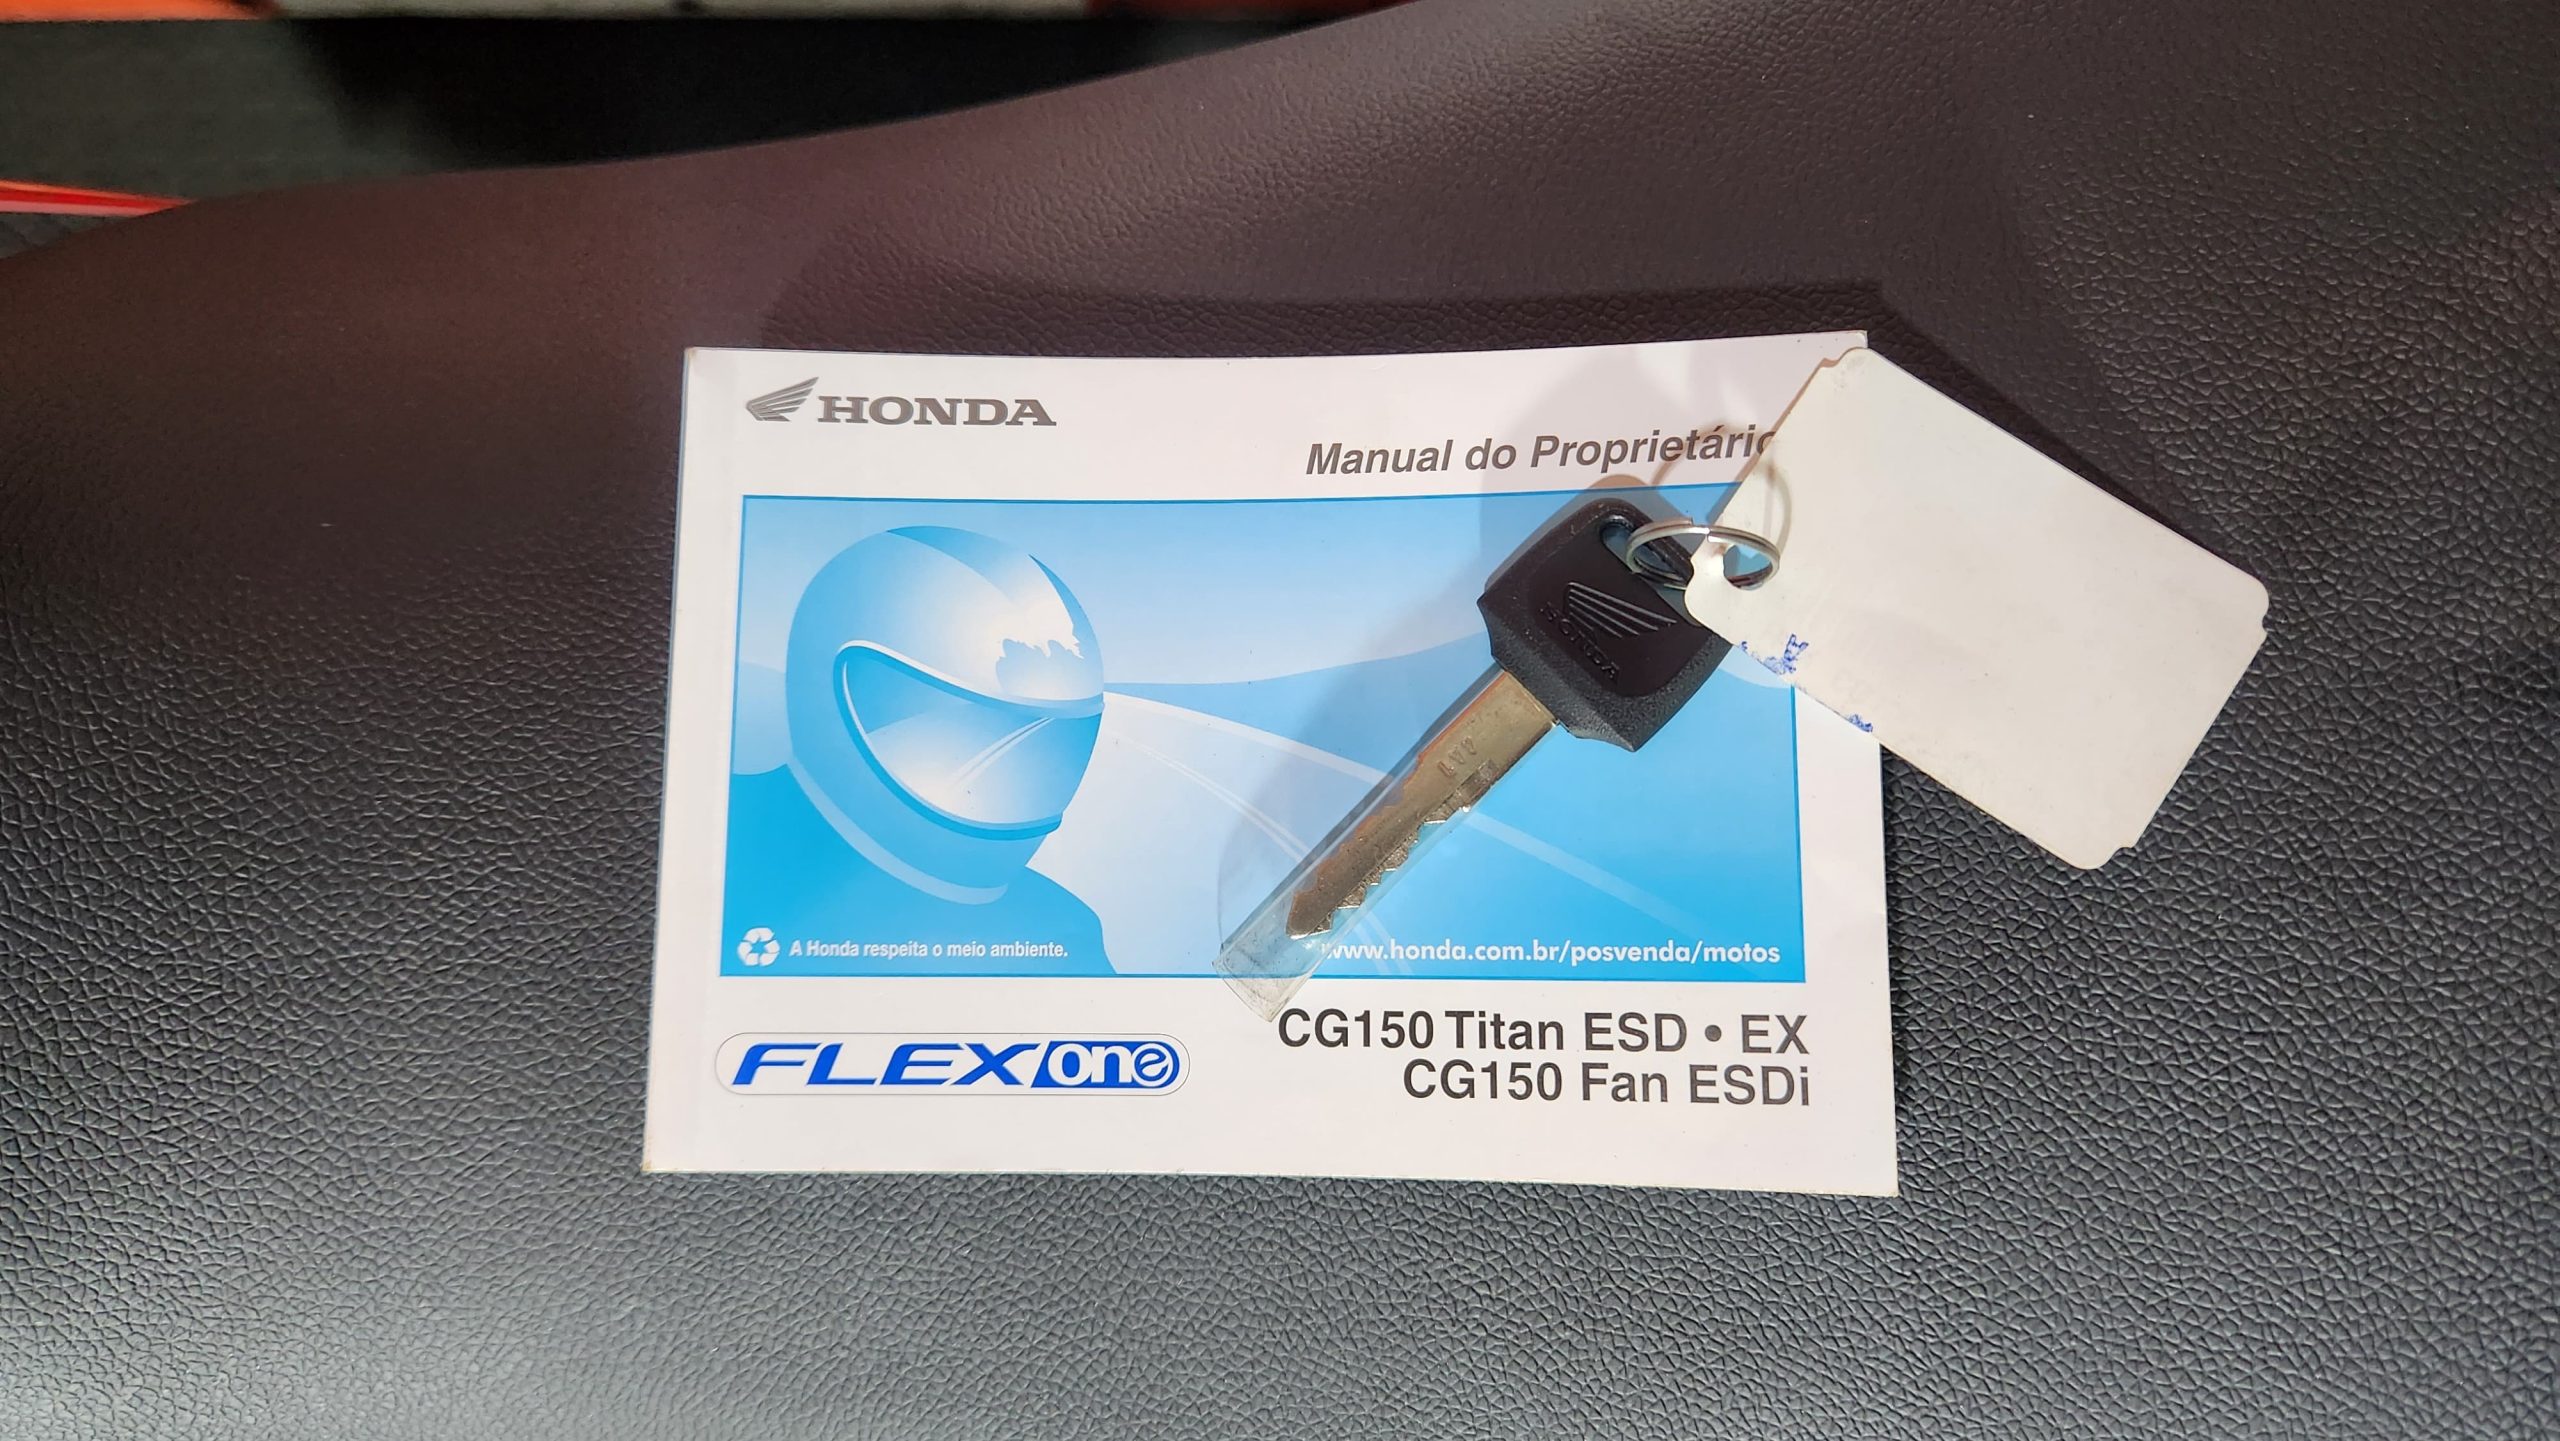 HONDA
Manual do Proprietário
HONDA
A Honda respeita o meio ambiente.
www.honda.com.br/posvenda/motos
FLEXone
CG150 Titan ESD • EX
CG150 Fan ESDi